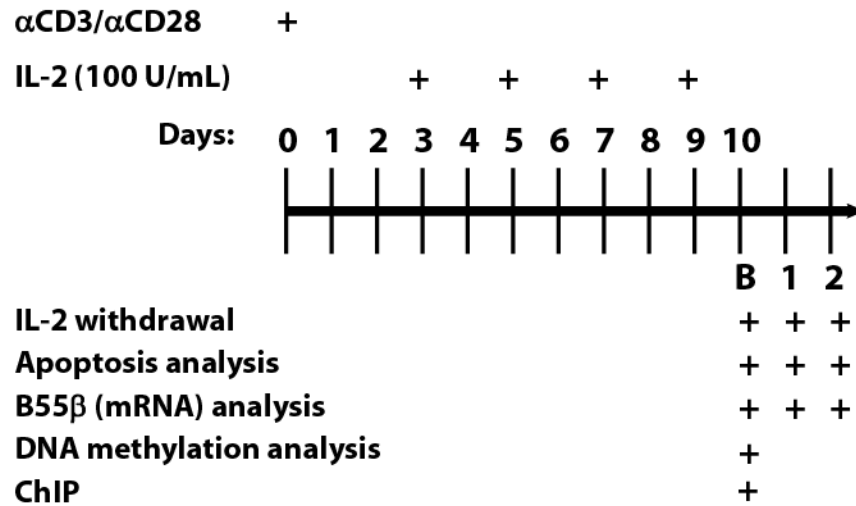 αCD3/αCD28 +
IL-2 (100 U/mL) + + + +
Days: 0 1 2 3 4 5 6 7 8 9 10
B 1 2
IL-2 withdrawal + + +
Apoptosis analysis + + +
B55β (mRNA) analysis + + +
DNA methylation analysis +
ChIP +